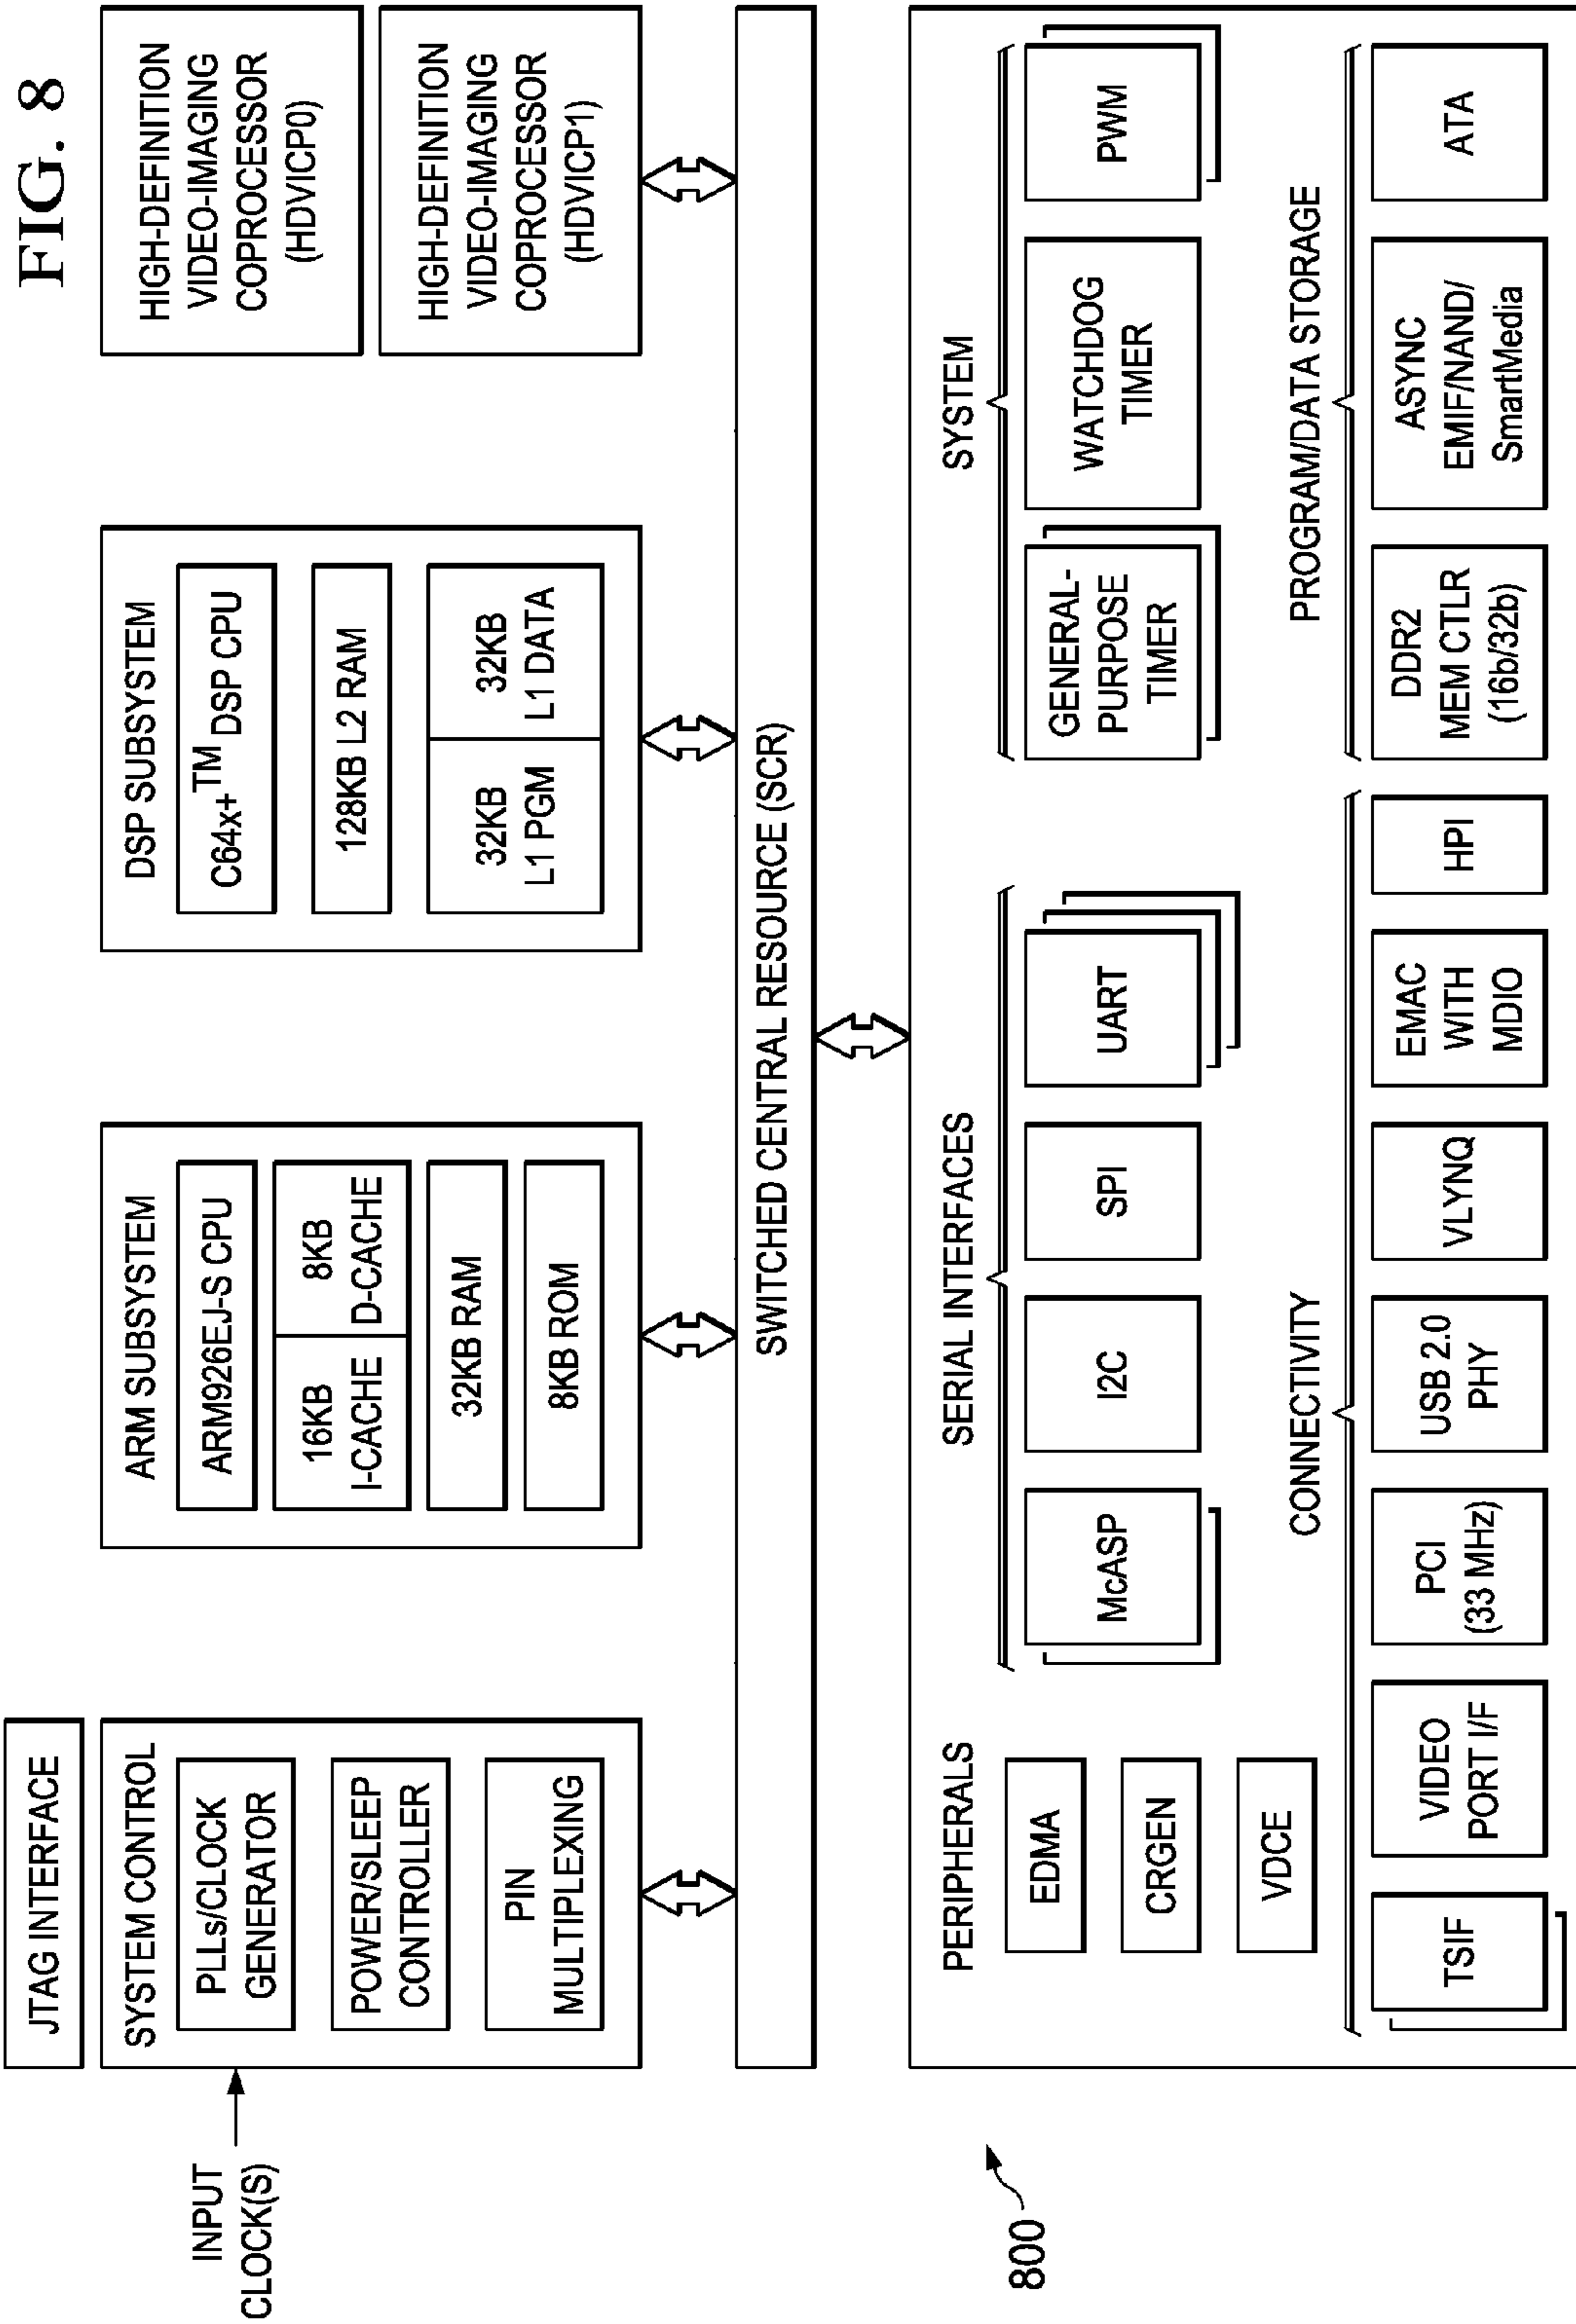 FIG. 8
JTAG INTERFACE
INPUT
CLOCK(S)
SYSTEM CONTROL
PLLs/CLOCK
GENERATOR
POWER/SLEEP
CONTROLLER
PIN
MULTIPLEXING
ARM SUBSYSTEM
ARM926EJ-S CPU
16KB
I-CACHE
8KB
D-CACHE
32KB RAM
8KB ROM
DSP SUBSYSTEM
C64x+TM DSP CPU
128KB L2 RAM
32KB
L1 PGM
32KB
L1 DATA
HIGH-DEFINITION
VIDEO-IMAGING
COPROCESSOR
(HDVICP0)
HIGH-DEFINITION
VIDEO-IMAGING
COPROCESSOR
(HDVICP1)
SWITCHED CENTRAL RESOURCE (SCR)
800
PERIPHERALS
EDMA
CRGEN
VDCE
SERIAL INTERFACES
McASP
I2C
SPI
UART
SYSTEM
GENERAL-
PURPOSE
TIMER
WATCHDOG
TIMER
PWM
CONNECTIVITY
TSIF
VIDEO
PORT I/F
PCI
(33 MHz)
USB 2.0
PHY
VLYNQ
EMAC
WITH
MDIO
HPI
PROGRAM/DATA STORAGE
DDR2
MEM CTLR
(16b/32b)
ASYNC
EMIF/NAND/
SmartMedia
ATA